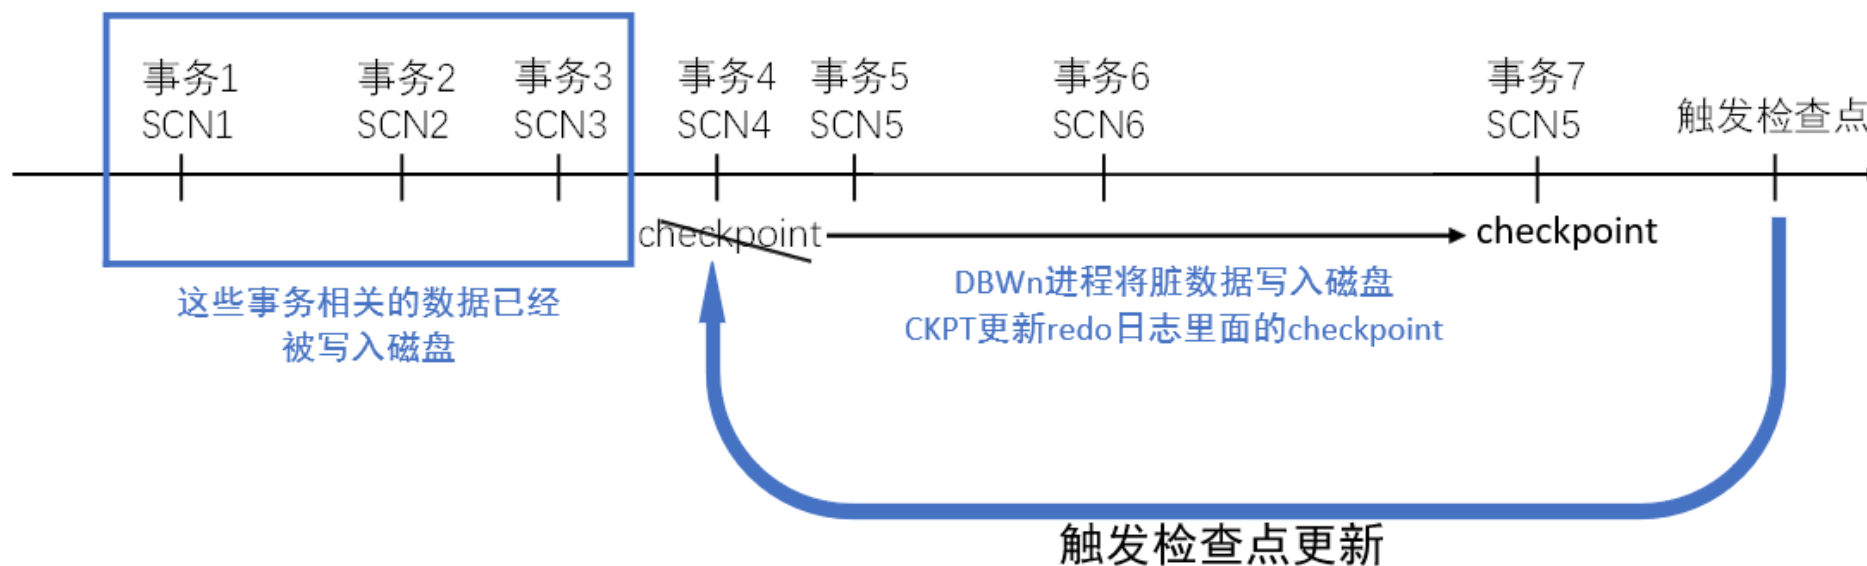 事务1
SCN1
事务2
SCN2
事务3
SCN3
事务4
SCN4
事务5
SCN5
事务6
SCN6
事务7
SCN5
触发检查点
checkpoint
checkpoint
这些事务相关的数据已经
被写入磁盘
DBWn进程将脏数据写入磁盘
CKPT更新redo日志里面的checkpoint
触发检查点更新